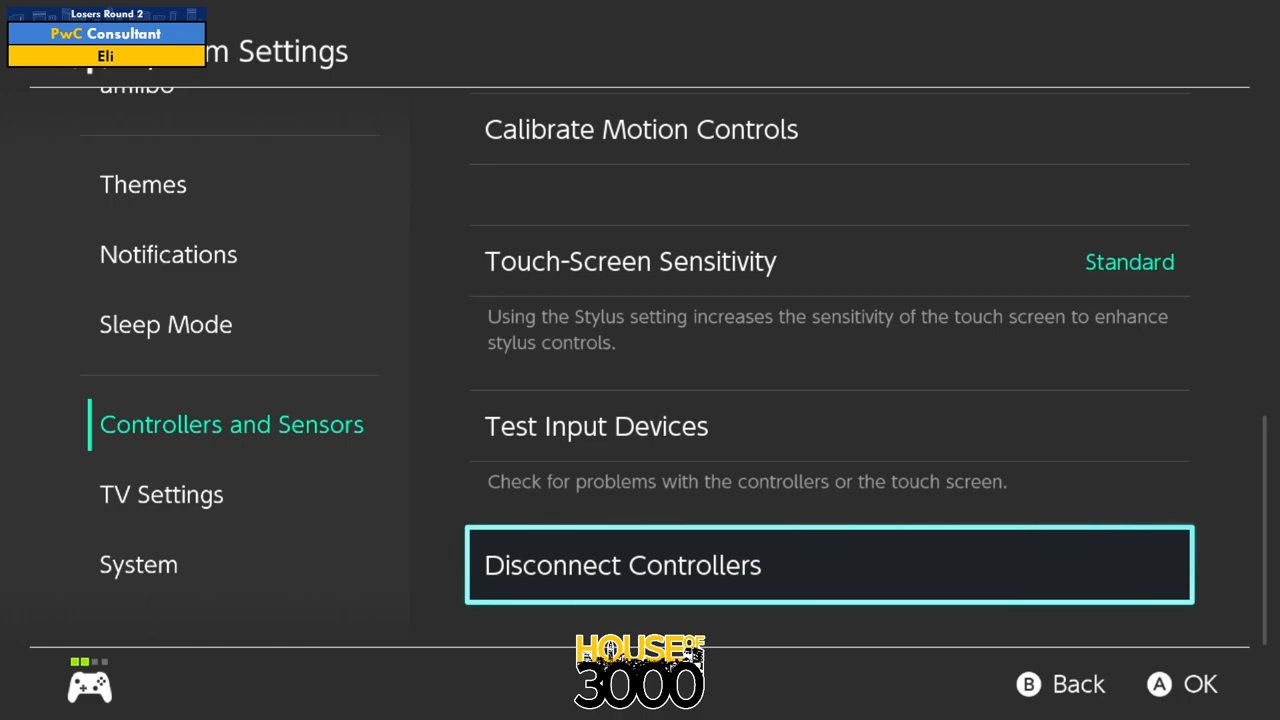 Losers Round 2
PwC Consultant
Eli
m Settings
amiibo
Themes
Notifications
Sleep Mode
Controllers and Sensors
TV Settings
System
Calibrate Motion Controls
Touch-Screen Sensitivity Standard
Using the Stylus setting increases the sensitivity of the touch screen to enhance
stylus controls.
Test Input Devices
Check for problems with the controllers or the touch screen.
Disconnect Controllers
HOUSE OF
3000
B Back A OK